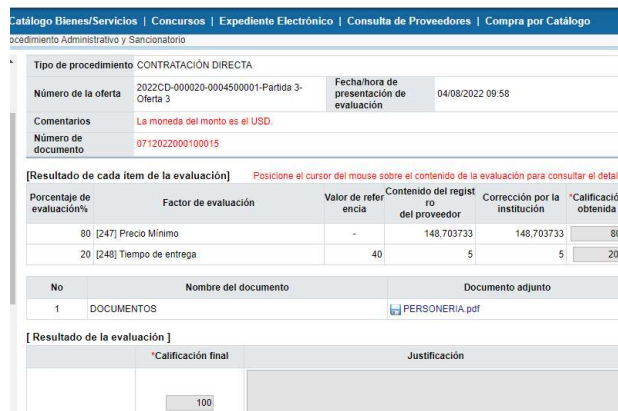 Catálogo Bienes/Servicios | Concursos | Expediente Electrónico | Consulta de Proveedores | Compra por Catálogo
ocedimiento Administrativo y Sancionatorio
Tipo de procedimiento CONTRATACIÓN DIRECTA
Número de la oferta 2022CD-000020-0004500001-Partida 3-
Oferta 3
Fecha/hora de
presentación de
evaluación
04/08/2022 09:58
Comentarios La moneda del monto es el USD.
Número de
documento
0712022000100015
[Resultado de cada ítem de la evaluación] Posicione el cursor del mouse sobre el contenido de la evaluación para consultar el detal
Porcentaje de
evaluación%
Factor de evaluación
Valor de refer
encia
Contenido del regist
ro
del proveedor
Corrección por la
institución
*Calificació
obtenida
80 [247] Precio Mínimo - 148,703733 148,703733 80
20 [248] Tiempo de entrega 40 5 5 20
No Nombre del documento Documento adjunto
1 DOCUMENTOS PERSONERIA.pdf
[ Resultado de la evaluación ]
*Calificación final Justificación
100